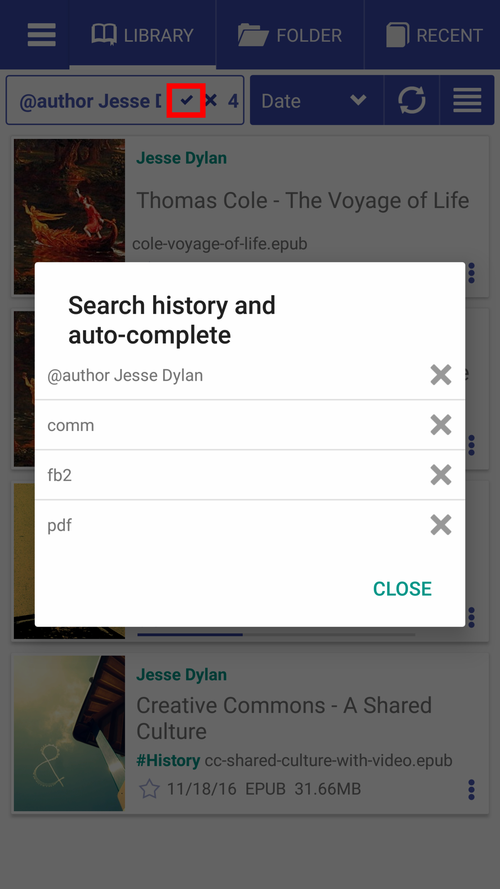 LIBRARY
FOLDER
RECENT
@author Jesse D
4
Date
Jesse Dylan
Thomas Cole - The Voyage of Life
cole-voyage-of-life.epub
Search history and
auto-complete
@author Jesse Dylan
comm
fb2
pdf
CLOSE
Jesse Dylan
Creative Commons - A Shared
Culture
#History cc-shared-culture-with-video.epub
11/18/16 EPUB 31.66MB